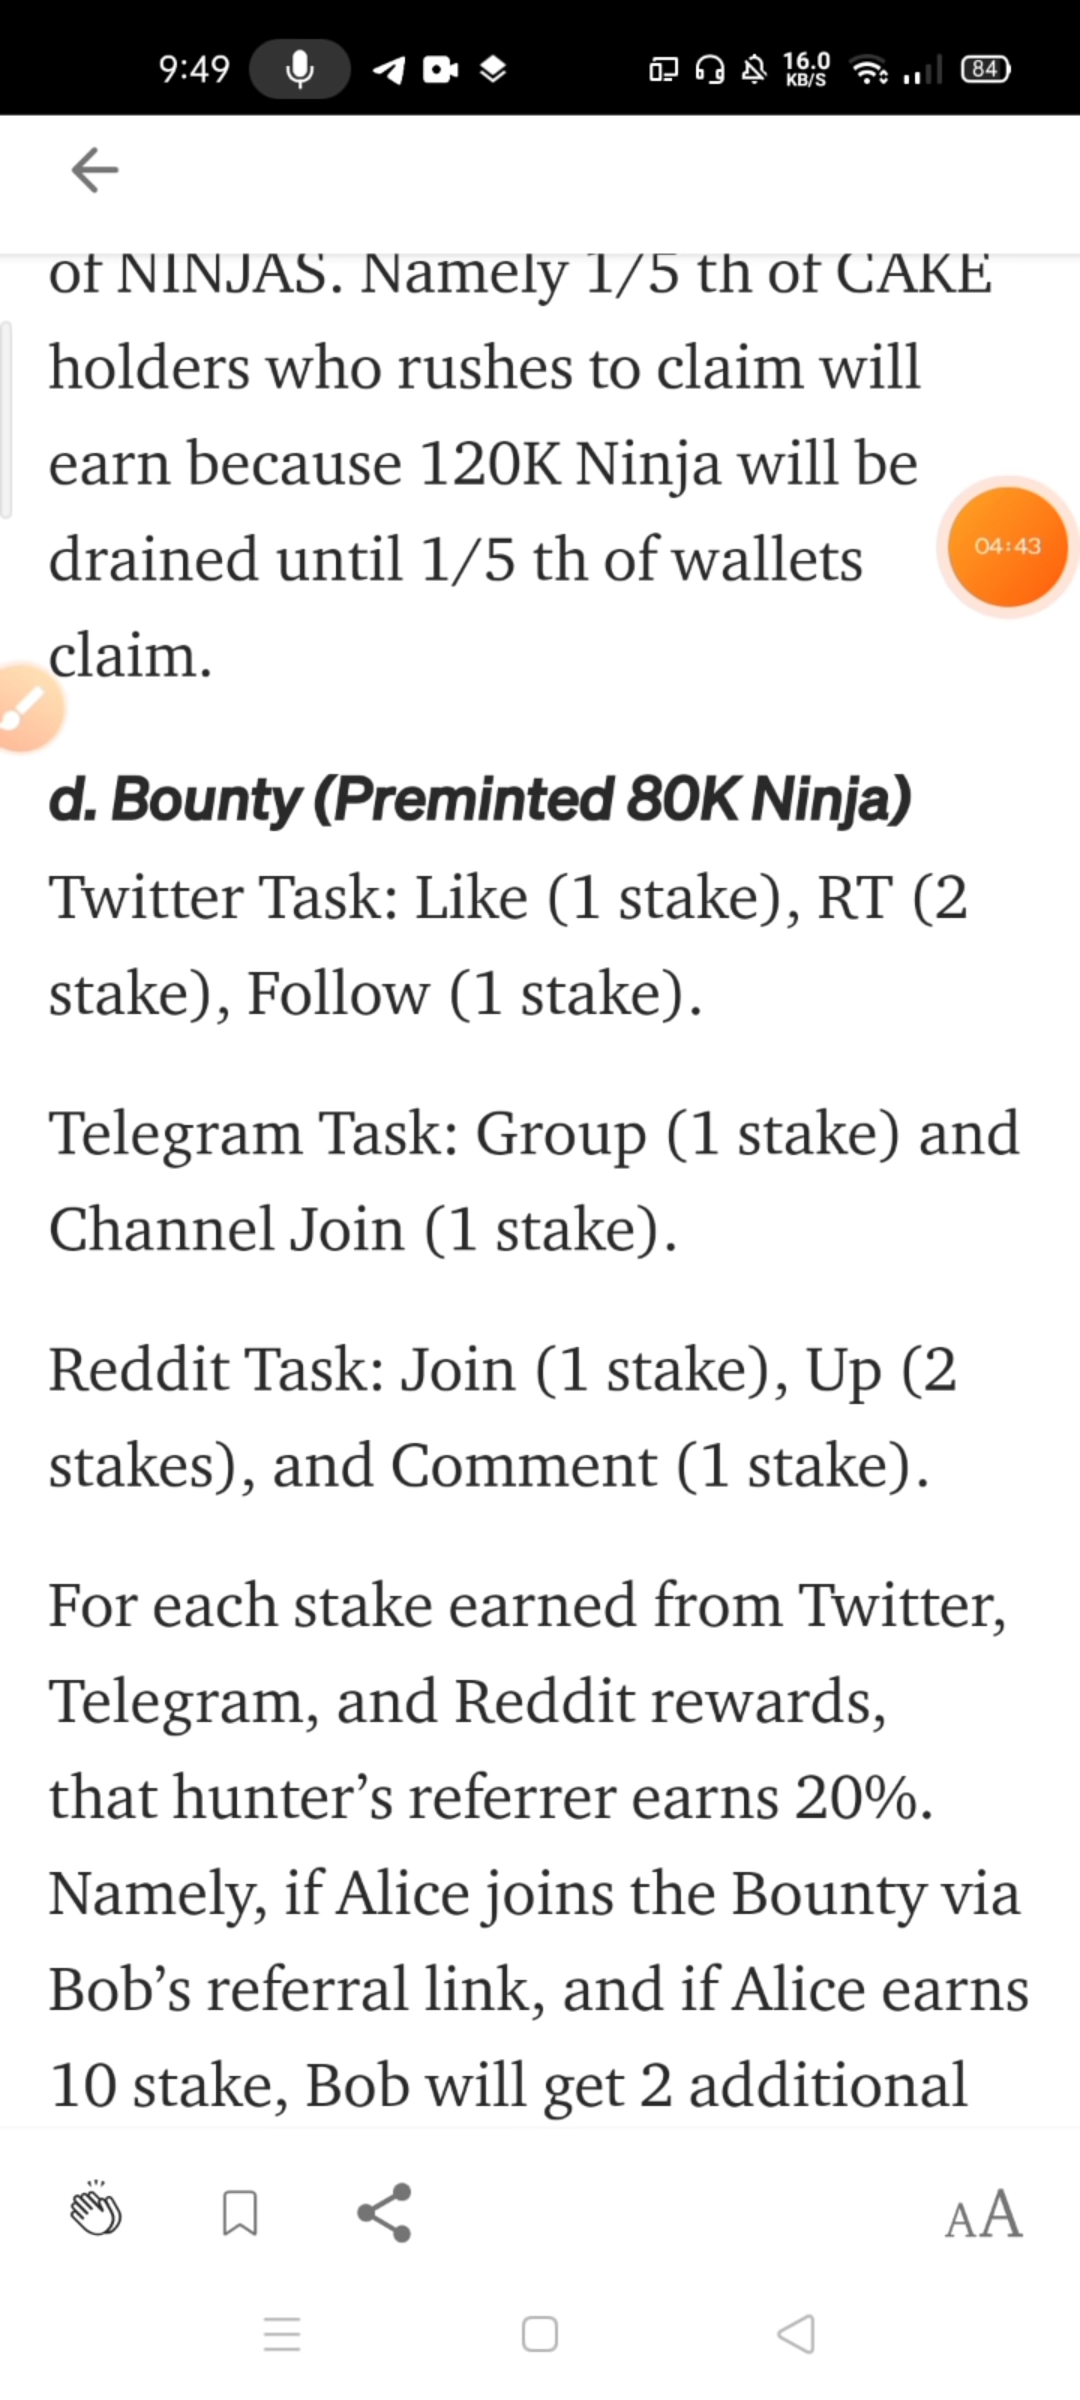 9:49
16.0
KB/S
84
of NINJAS. Namely 1/5 th of CAKE
holders who rushes to claim will
earn because 120K Ninja will be
drained until 1/5 th of wallets
04:43
claim.
d. Bounty (Preminted 80K Ninja)
Twitter Task: Like (1 stake), RT (2
stake), Follow (1 stake).
Telegram Task: Group (1 stake) and
Channel Join (1 stake).
Reddit Task: Join (1 stake), Up (2
stakes), and Comment (1 stake).
For each stake earned from Twitter,
Telegram, and Reddit rewards,
that hunter’s referrer earns 20%.
Namely, if Alice joins the Bounty via
Bob’s referral link, and if Alice earns
10 stake, Bob will get 2 additional
AA